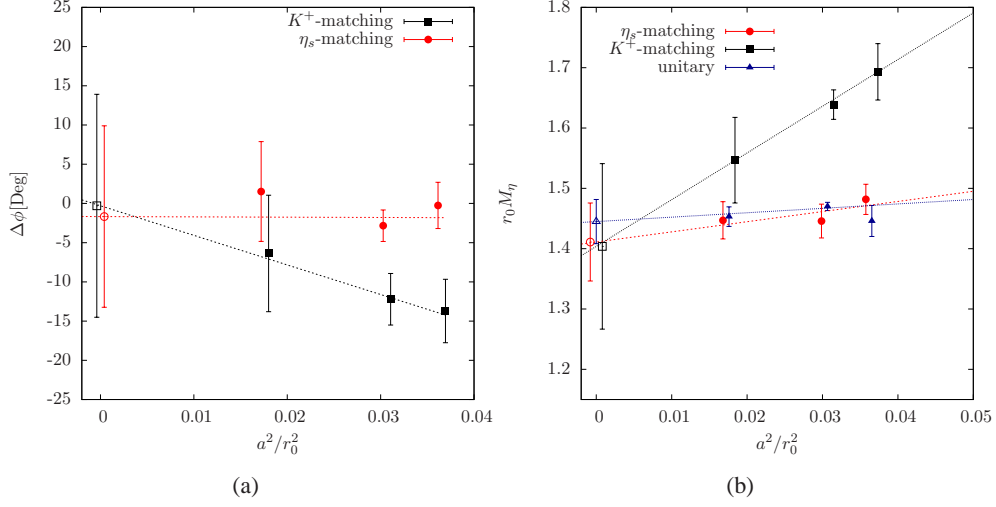 25
20
15
10
5
0
-5
-10
-15
-20
-25
0
0.01
0.02
0.03
0.04
Δϕ[Deg]
a²/r₀²
K⁺-matching
ηₛ-matching
(a)
1.8
1.7
1.6
1.5
1.4
1.3
1.2
0
0.01
0.02
0.03
0.04
0.05
r₀Mη
a²/r₀²
ηₛ-matching
K⁺-matching
unitary
(b)